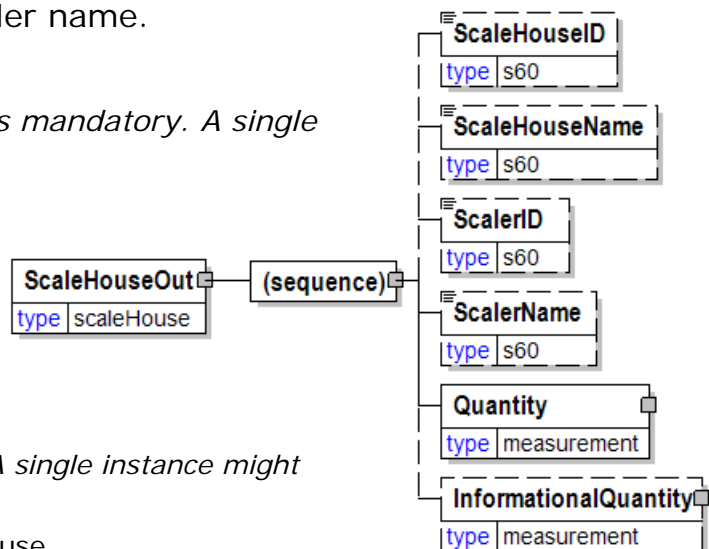 ler name.
s mandatory. A single
A single instance might
use
ScaleHouseOut
type scaleHouse
(sequence)
ScaleHouseID
type s60
ScaleHouseName
type s60
ScalerID
type s60
ScalerName
type s60
Quantity
type measurement
InformationalQuantity
type measurement